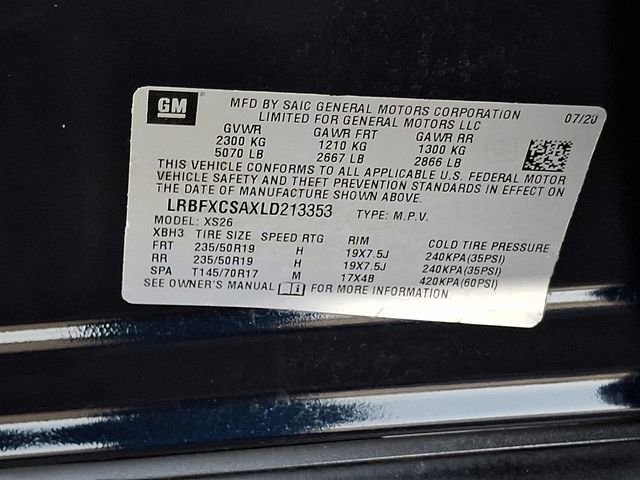 GM
MFD BY SAIC GENERAL MOTORS CORPORATION
LIMITED FOR GENERAL MOTORS LLC
07/20
GVWR GAWR FRT GAWR RR
2300 KG 1210 KG 1300 KG
5070 LB 2667 LB 2866 LB
THIS VEHICLE CONFORMS TO ALL APPLICABLE U.S. FEDERAL MOTOR
VEHICLE SAFETY AND THEFT PREVENTION STANDARDS IN EFFECT ON
THE DATE OF MANUFACTURE SHOWN ABOVE.
LRBFXCSAXLD213353 TYPE: M.P.V.
MODEL: XS26
XBH3 TIRE SIZE SPEED RTG RIM COLD TIRE PRESSURE
FRT 235/50R19 H 19X7.5J 240KPA(35PSI)
RR 235/50R19 H 19X7.5J 240KPA(35PSI)
SPA T145/70R17 M 17X4B 420KPA(60PSI)
SEE OWNER'S MANUAL FOR MORE INFORMATION.